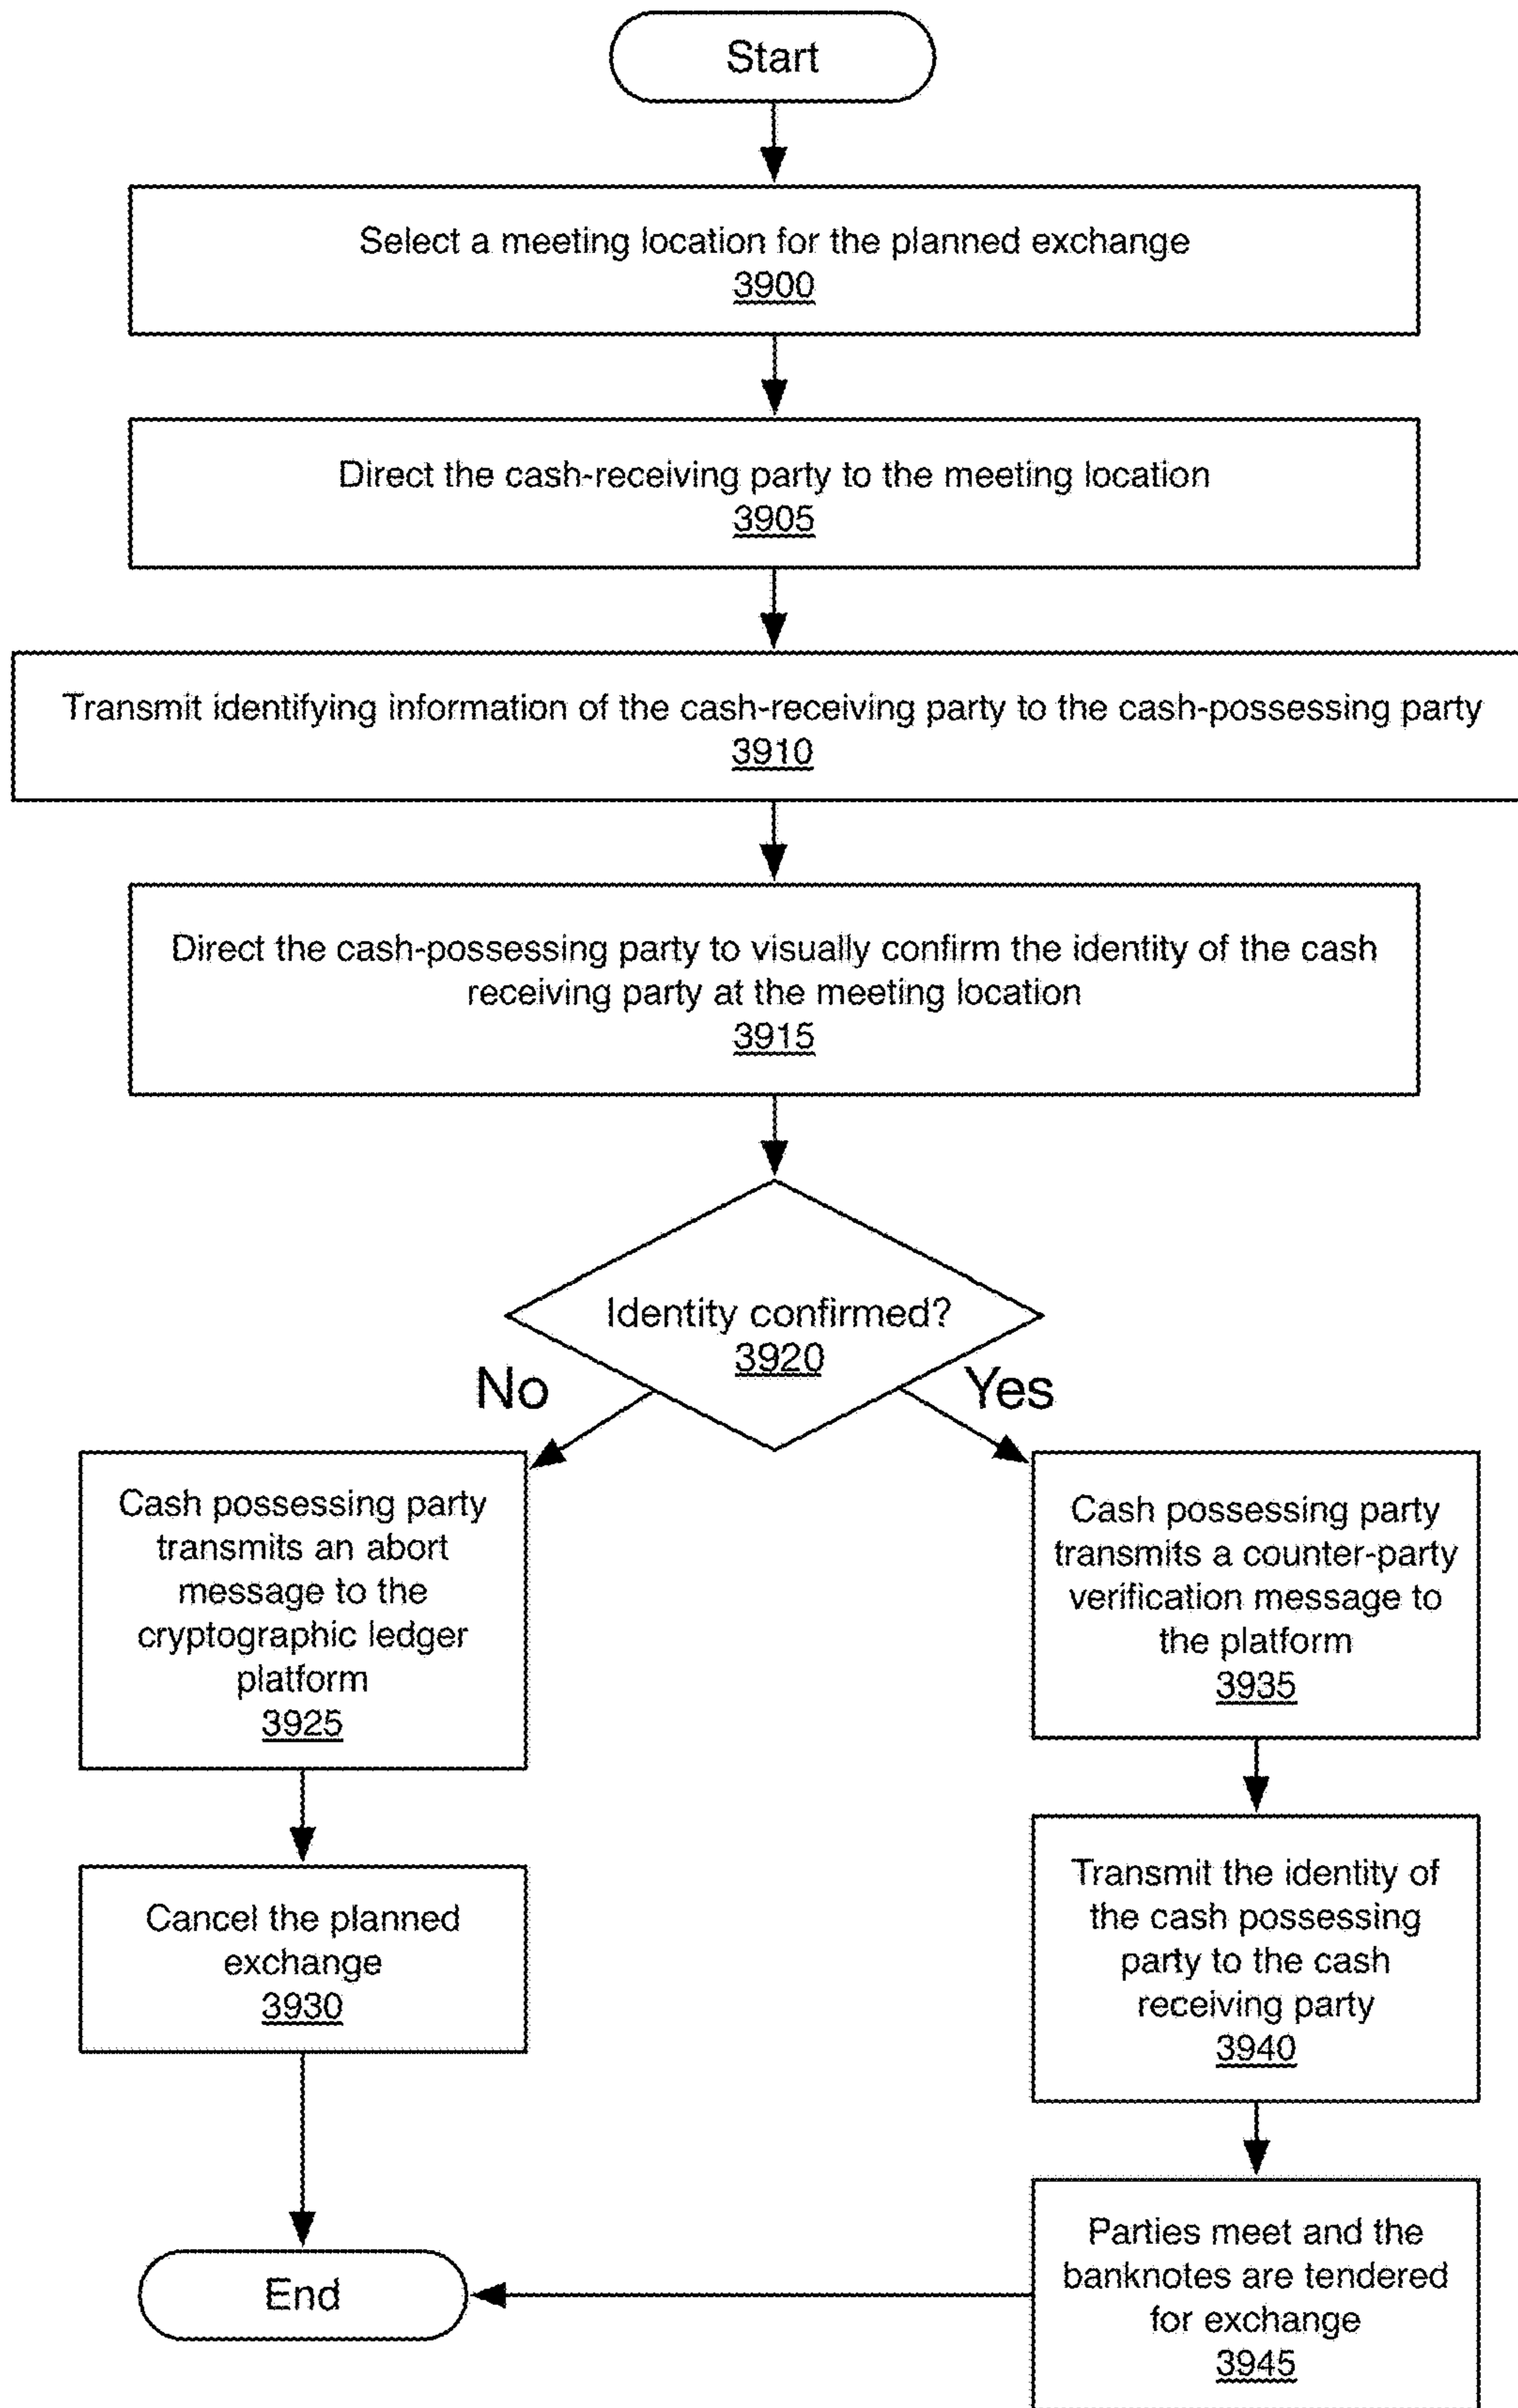 Start
Select a meeting location for the planned exchange
3900
Direct the cash-receiving party to the meeting location
3905
Transmit identifying information of the cash-receiving party to the cash-possessing party
3910
Direct the cash-possessing party to visually confirm the identity of the cash
receiving party at the meeting location
3915
Identity confirmed?
3920
No
Yes
Cash possessing party
transmits an abort
message to the
cryptographic ledger
platform
3925
Cancel the planned
exchange
3930
Cash possessing party
transmits a counter-party
verification message to
the platform
3935
Transmit the identity of
the cash possessing
party to the cash
receiving party
3940
Parties meet and the
banknotes are tendered
for exchange
3945
End